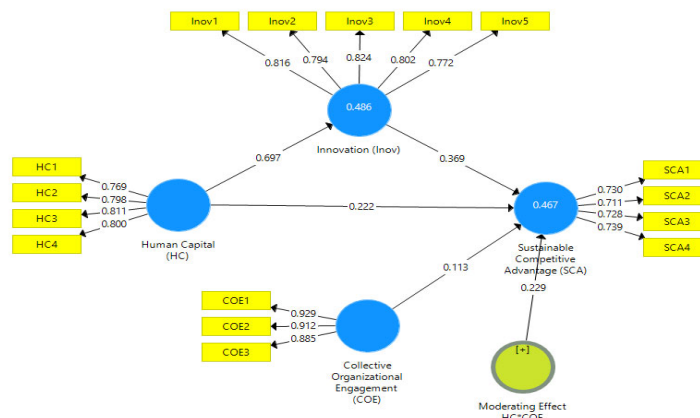 Inov1
Inov2
Inov3
Inov4
Inov5
0.816
0.794
0.824
0.802
0.772
0.486
Innovation (Inov)
0.697
0.369
HC1
HC2
HC3
HC4
0.769
0.798
0.811
0.800
Human Capital
(HC)
0.222
0.467
Sustainable
Competitive
Advantage (SCA)
0.730
0.711
0.728
0.739
SCA1
SCA2
SCA3
SCA4
0.113
0.229
COE1
COE2
COE3
0.929
0.912
0.885
Collective
Organizational
Engagement
(COE)
[+]
Moderating Effect
HC*COE